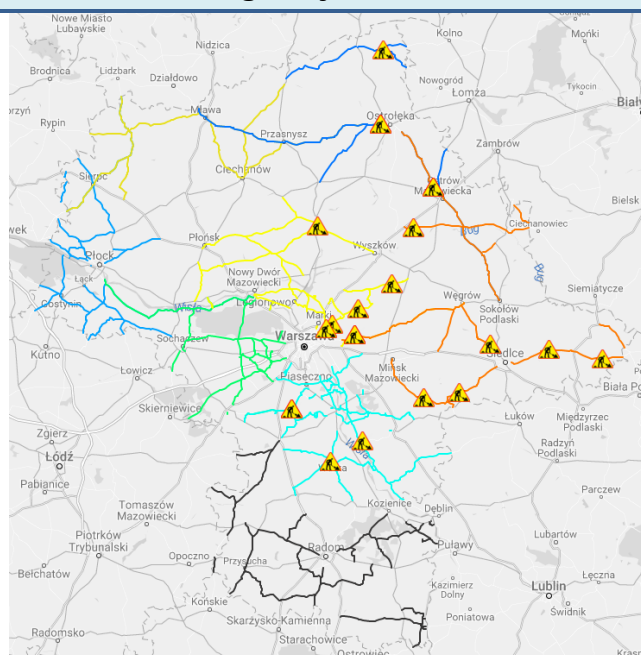 Nowe Miasto
Lubawskie
Nidzica
Kolno
Mońki
Brodnica
Lidzbark
Działdowo
Nowogród
Łomża
Tykocin
Rypin
Mława
Przasnysz
Ostrołęka
Zambrów
Ciechanów
Sierpc
Mazowiecka
Bielsk
Ciechanowiec
Bug
Płońsk
Wyszków
Płock
Łąck
Nowy Dwór
Mazowiecki
Wisła
Legionowo
Węgrów
Bug
Siemiatycze
Gostynin
Sokołów
Podlaski
Marki
Sochaczew
Warszawa
Kutno
Siedlce
Łowicz
Piaseczno
Mińsk
Mazowiecki
Biała Po
Skierniewice
Łuków
Międzyrzec
Podlaski
Zgierz
Łódź
Radzyń
Podlaski
Pabianice
Parczew
Tomaszów
Mazowiecki
Kozienice
Dęblin
Piotrków
Trybunalski
Opoczno
Przysucha
Radom
Puławy
Lubartów
Bełchatów
Łęczna
Końskie
Kazimierz
Dolny
Lublin
Świdnik
Poniatowa
Radomsko
Skarżysko-Kamienna
Starachowice
Ostrowiec